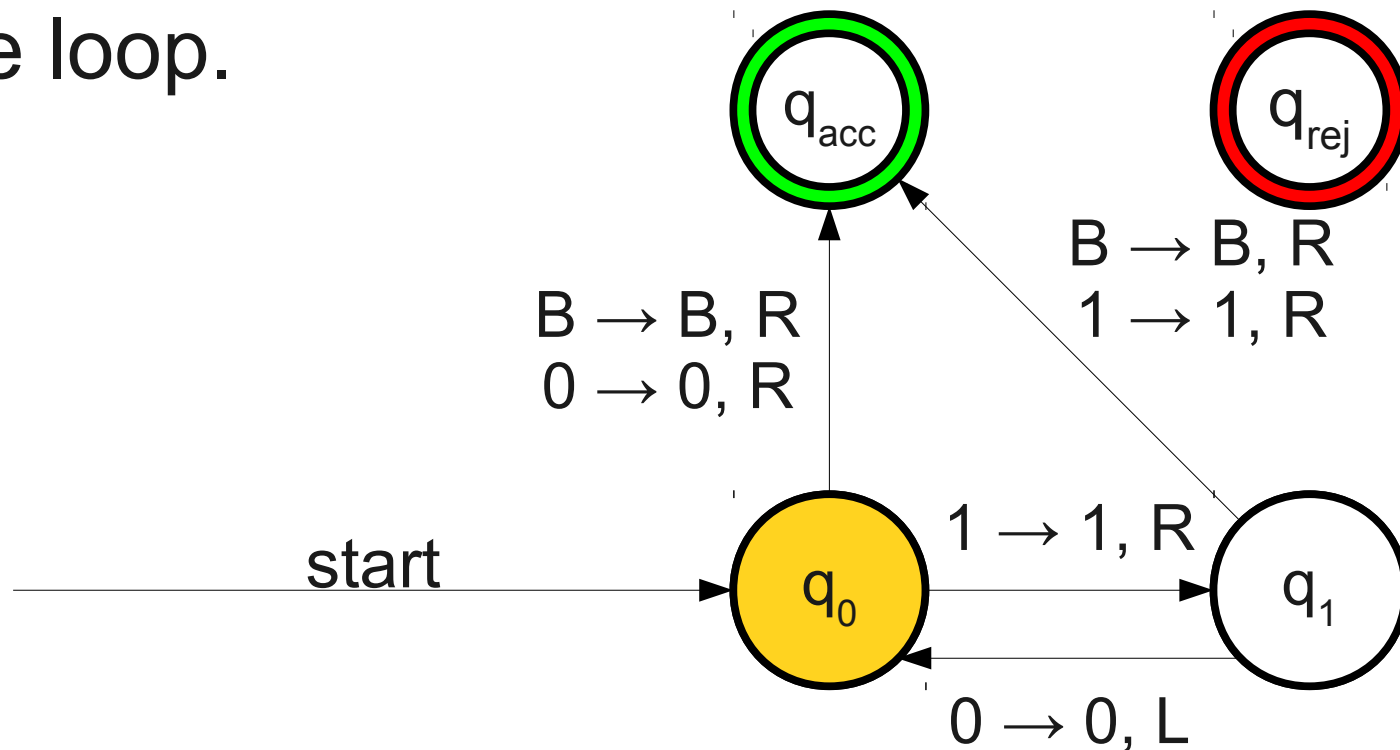 e loop.
q_acc
q_rej
B → B, R
1 → 1, R
B → B, R
0 → 0, R
start
1 → 1, R
q_0
q_1
0 → 0, L